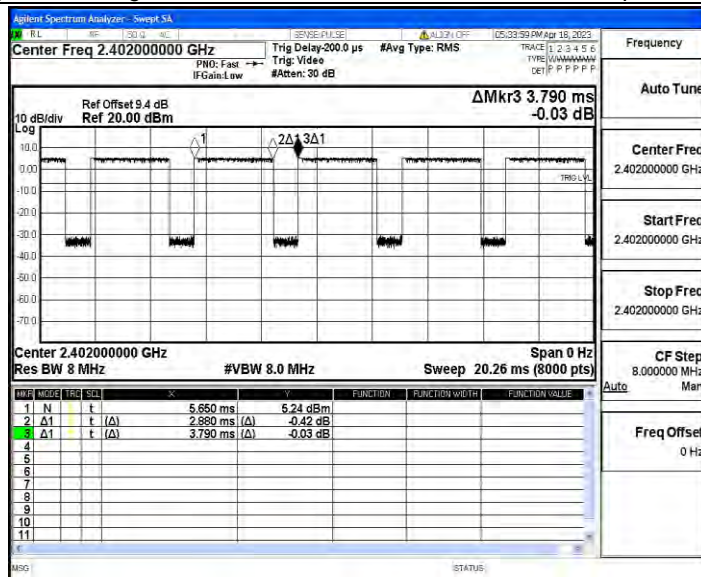 Agilent Spectrum Analyzer - Swept SA
RL RF 50 Ω AC SENSE:PULSE ALIGN OFF 05:33:59 PM Apr 18, 2023
Center Freq 2.402000000 GHz Trig Delay-200.0 µs #Avg Type: RMS TRACE 1 2 3 4 5 6 Frequency
PNO: Fast Trig: Video TYPE WWWWWW
IFGain:Low #Atten: 30 dB DET P P P P P P
Auto Tune
ΔMkr3 3.790 ms
Ref Offset 9.4 dB
10 dB/div Ref 20.00 dBm -0.03 dB
Log
1 2Δ1 3Δ1
10.0
0.00
TRIG LVL
-10.0
-20.0
-30.0
-40.0
-50.0
-60.0
-70.0
Center Freq
2.402000000 GHz
Start Freq
2.402000000 GHz
Stop Freq
2.402000000 GHz
Center 2.402000000 GHz Span 0 Hz
Res BW 8 MHz #VBW 8.0 MHz Sweep 20.26 ms (8000 pts)
CF Step
8.000000 MHz
Auto Man
MKR MODE TRC SCL X Y FUNCTION FUNCTION WIDTH FUNCTION VALUE
1 N t 5.650 ms 5.24 dBm
2 Δ1 t (Δ) 2.880 ms (Δ) -0.42 dB
3 Δ1 t (Δ) 3.790 ms (Δ) -0.03 dB
4
5
6
7
8
9
10
11
Freq Offset
0 Hz
MSG STATUS